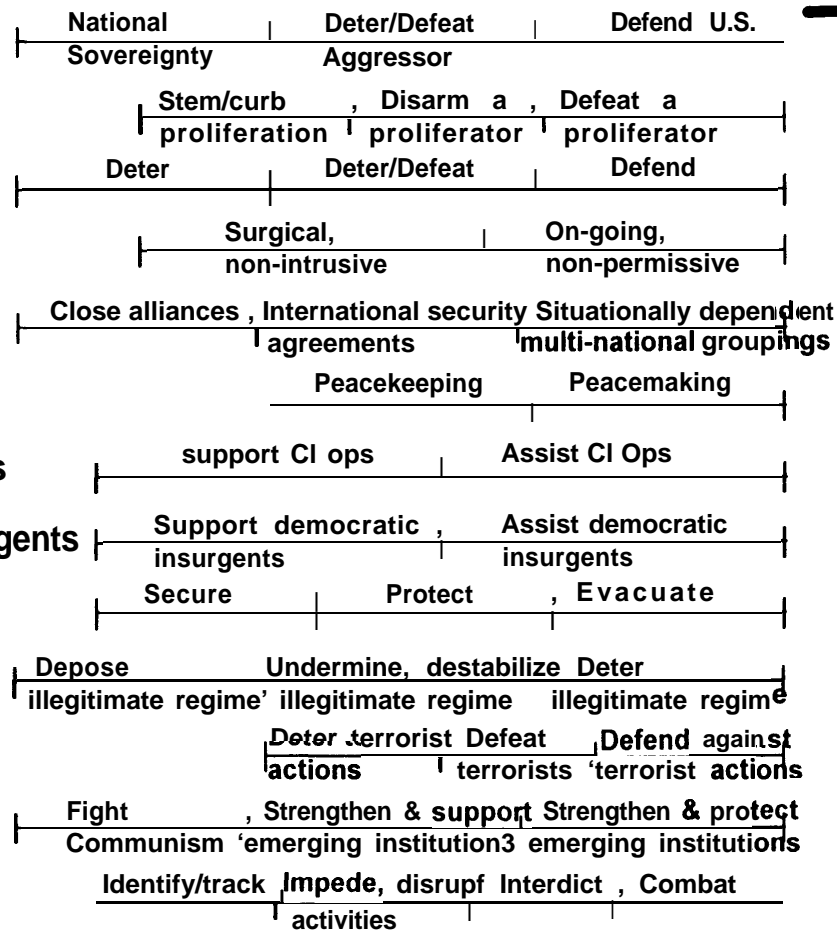 National Deter/Defeat Defend U.S.
Sovereignty Aggressor
Stem/curb , Disarm a , Defeat a
proliferation proliferator proliferator
Deter Deter/Defeat Defend
Surgical, On-going,
non-intrusive non-permissive
Close alliances , International security Situationally dependent
agreements multi-national groupings
Peacekeeping Peacemaking
s support CI ops Assist CI Ops
gents Support democratic , Assist democratic
insurgents insurgents
Secure Protect , Evacuate
Depose Undermine, destabilize Deter
illegitimate regime' illegitimate regime illegitimate regime
Deter terrorist Defeat Defend against
actions terrorists 'terrorist actions
Fight , Strengthen & support Strengthen & protect
Communism 'emerging institution3 emerging institutions
Identify/track Impede, disrupf Interdict , Combat
activities